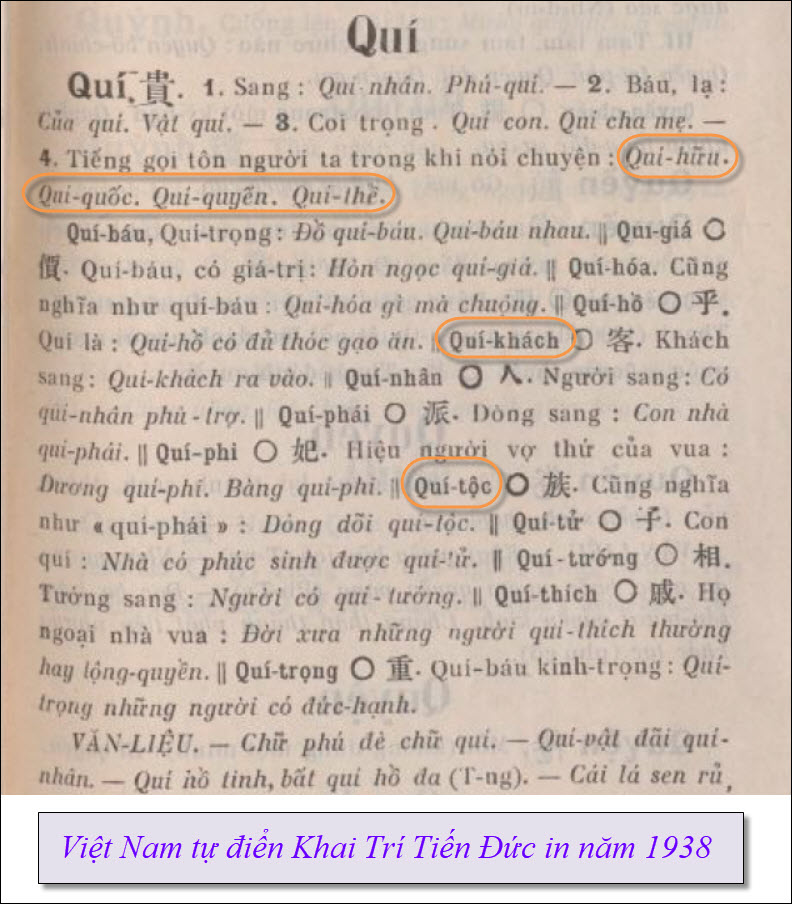 Quí
Quí 貴. 1. Sang : Quí-nhân. Phú-quí. — 2. Báu, lạ :
Của quí. Vật quí. — 3. Coi trọng . Quí con. Quí cha mẹ. —
4. Tiếng gọi tôn người ta trong khi nói chuyện : Quí-hữu.
Quí-quốc. Quí-quyến. Quí-thể.
Quí-báu, Quí-trọng : Đồ quí-báu. Quí-báu nhau. || Quí-giá 〇
價. Quí-báu, có giá-trị : Hòn ngọc quí-giá. || Quí-hóa. Cũng
nghĩa như quí-báu : Quí-hóa gì mà chuộng. || Quí-hồ 〇 乎.
Quí là : Quí-hồ có đủ thóc gạo ăn. || Quí-khách 〇 客. Khách
sang : Quí-khách ra vào. || Quí-nhân 〇 人. Người sang : Có
quí-nhân phù-trợ. || Quí-phái 〇 派. Dòng sang : Con nhà
quí-phái. || Quí-phi 〇 妃. Hiệu người vợ thứ của vua :
Dương quí-phi. Bàng quí-phi. || Quí-tộc 〇 族. Cũng nghĩa
như « quí-phái » : Dòng dõi quí-tộc. || Quí-tử 〇 子. Con
quí : Nhà có phúc sinh được quí-tử. || Quí-tướng 〇 相.
Tướng sang : Người có quí-tướng. || Quí-thích 〇 戚. Họ
ngoại nhà vua : Đời xưa những người quí-thích thường
hay lộng-quyền. || Quí-trọng 〇 重. Quí-báu kính-trọng : Quí-
trọng những người có đức-hạnh.
VĂN-LIỆU. — Chữ phú đè chữ quí. — Quí-vật đãi quí-
nhân. — Quí hồ tinh, bất quí hồ đa (T-ng). — Cái lá sen rủ,
Việt Nam tự điển Khai Trí Tiến Đức in năm 1938